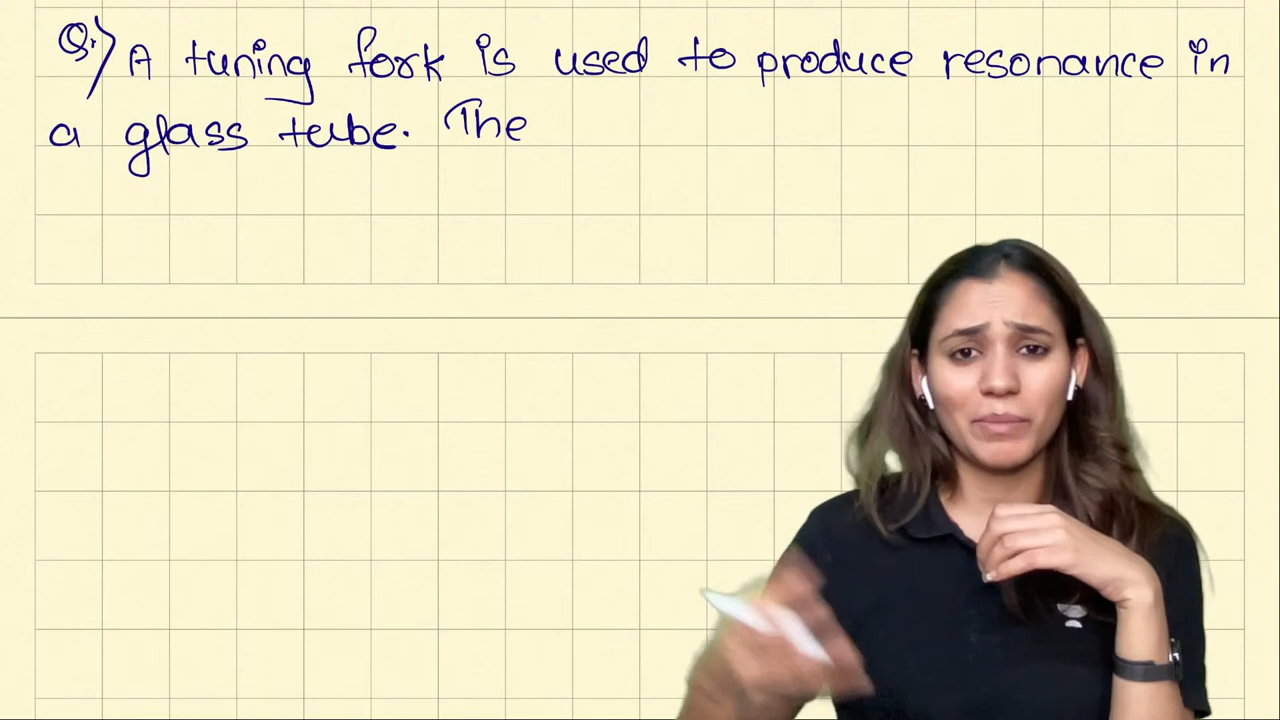 Q.) A tuning fork is used to produce resonance in
a glass tube. The